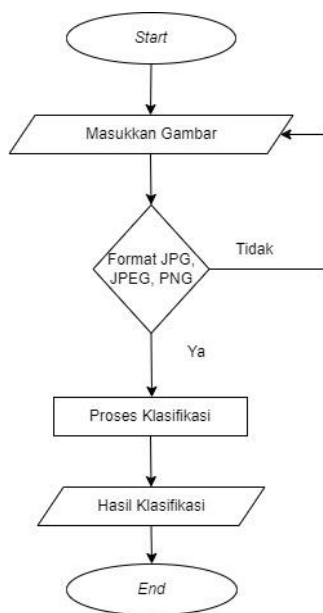 Start
Masukkan Gambar
Format JPG,
JPEG, PNG
Tidak
Ya
Proses Klasifikasi
Hasil Klasifikasi
End